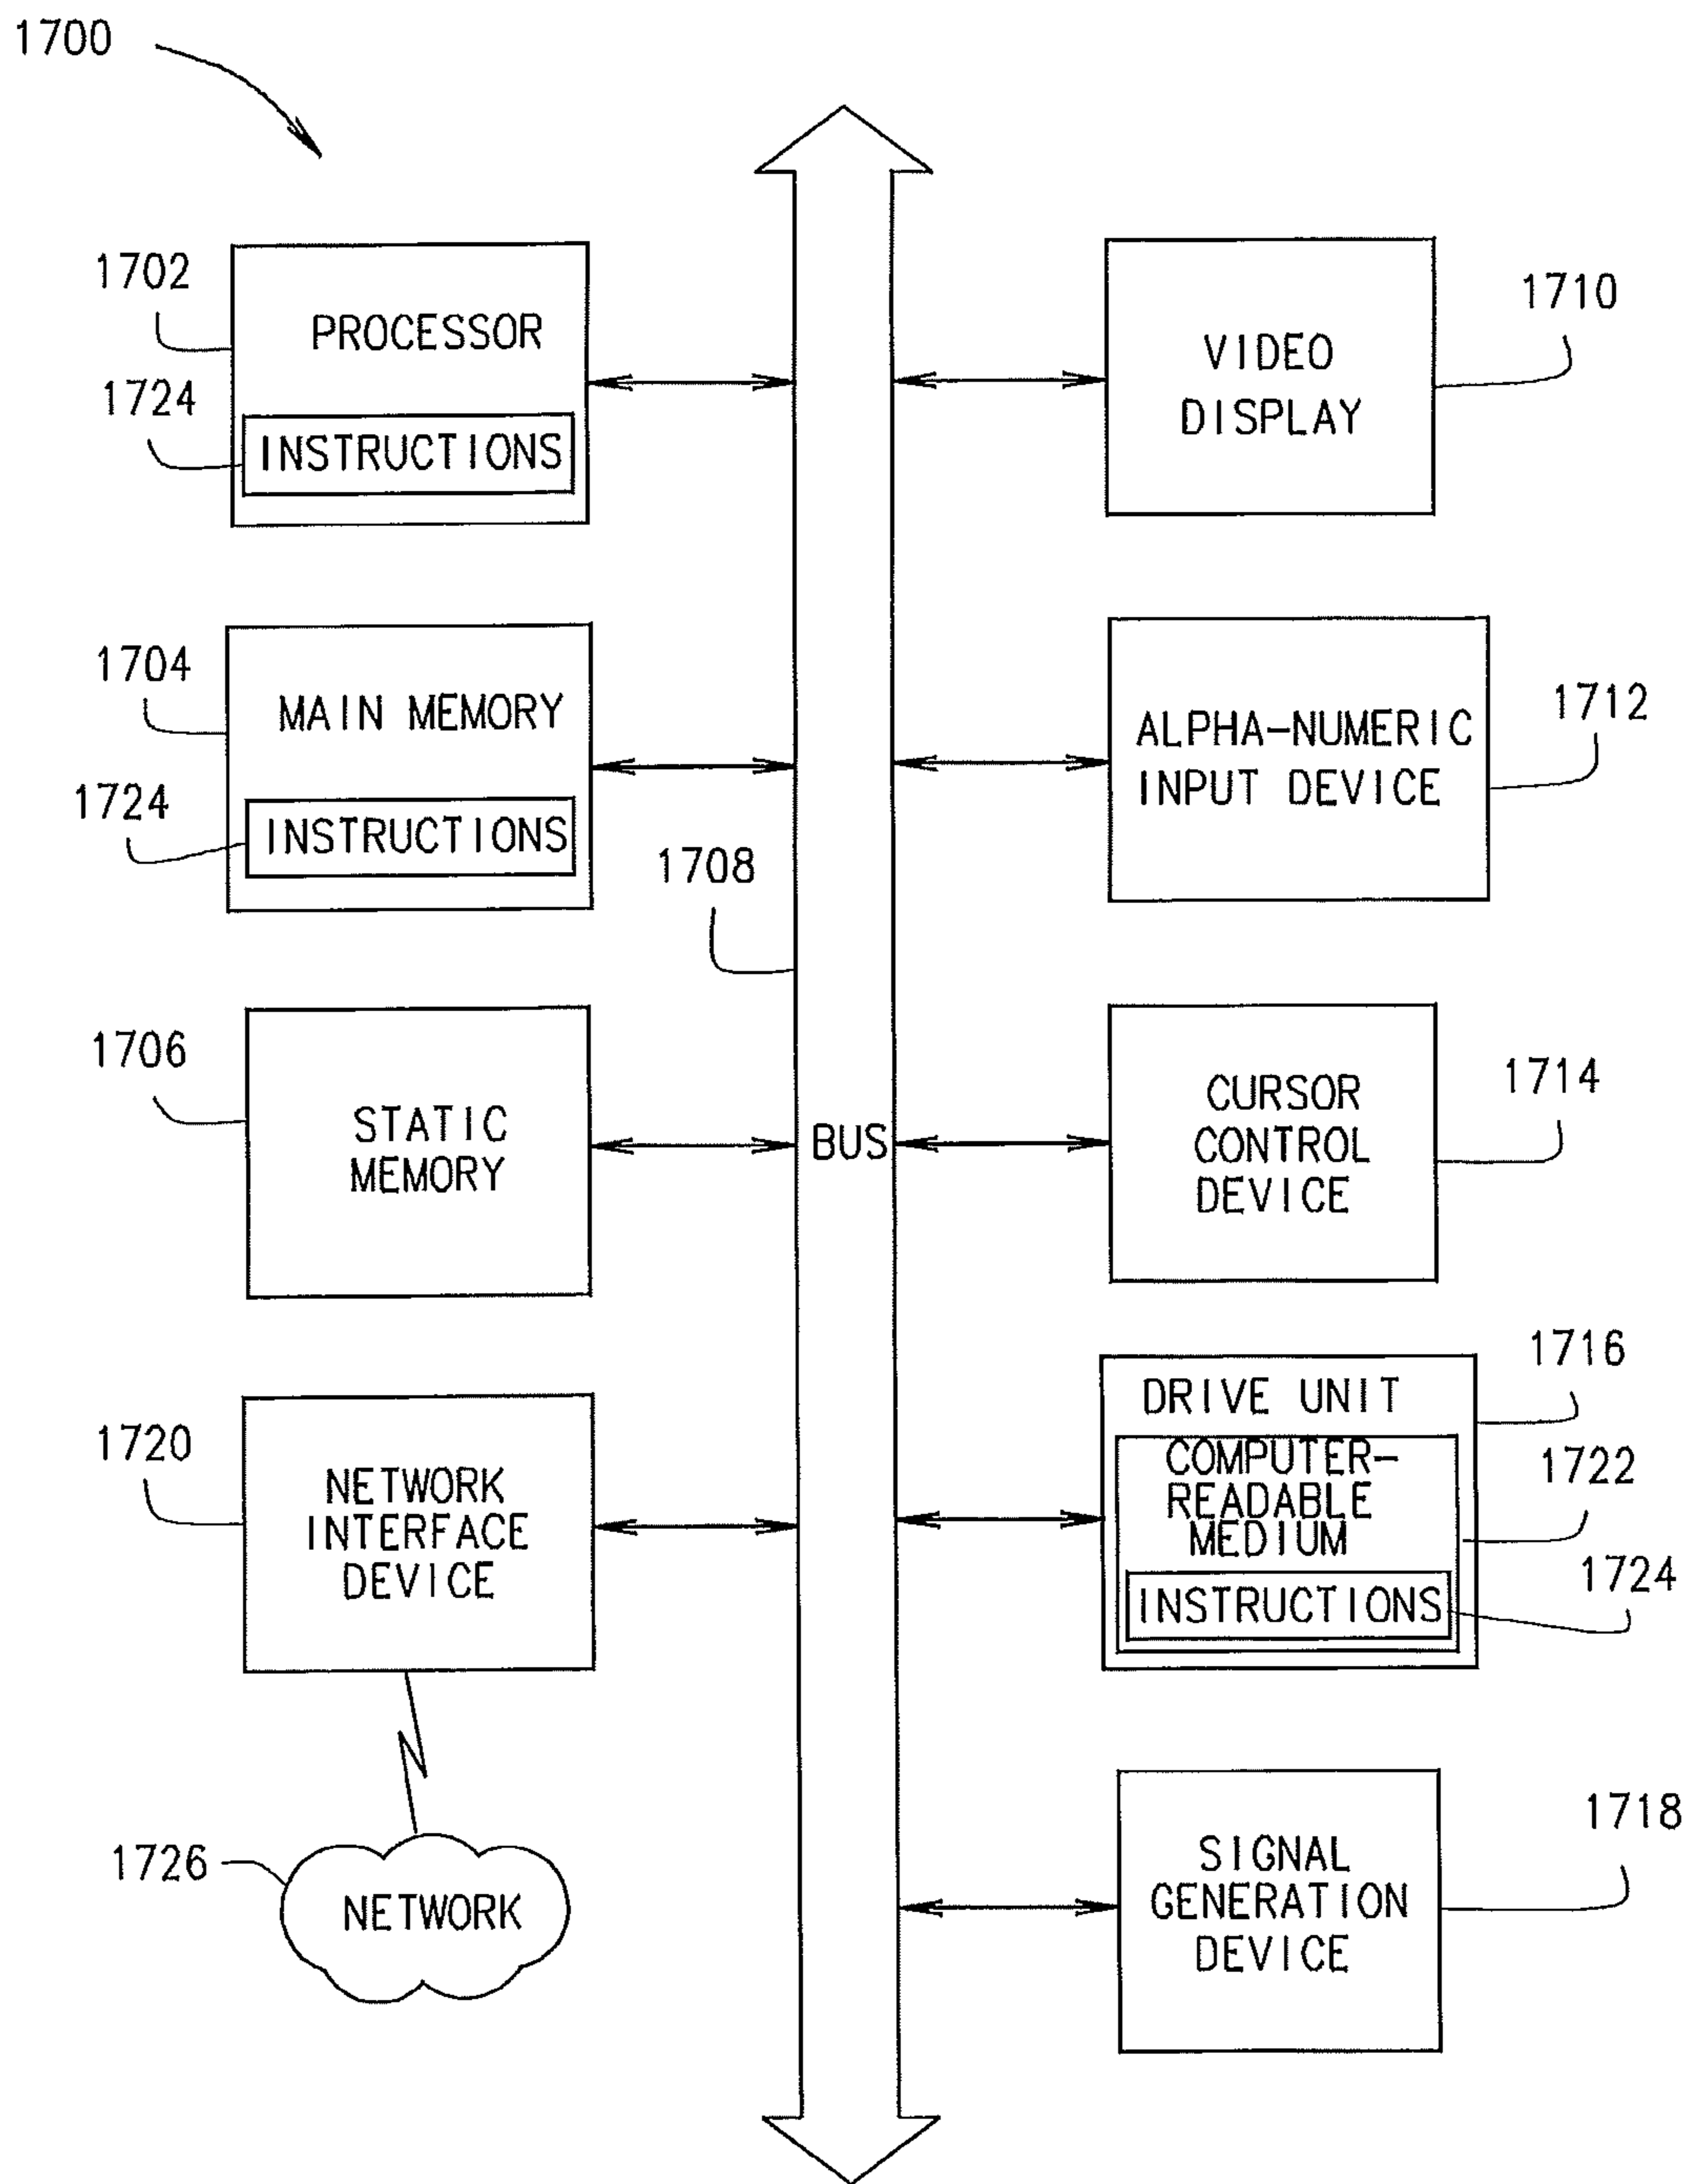 1700
1702
PROCESSOR
1724
INSTRUCTIONS
1704
MAIN MEMORY
1724
INSTRUCTIONS
1706
STATIC
MEMORY
1720
NETWORK
INTERFACE
DEVICE
1726
NETWORK
1708
BUS
1710
VIDEO
DISPLAY
1712
ALPHA-NUMERIC
INPUT DEVICE
1714
CURSOR
CONTROL
DEVICE
1716
DRIVE UNIT
1722
COMPUTER-
READABLE
MEDIUM
1724
INSTRUCTIONS
1718
SIGNAL
GENERATION
DEVICE